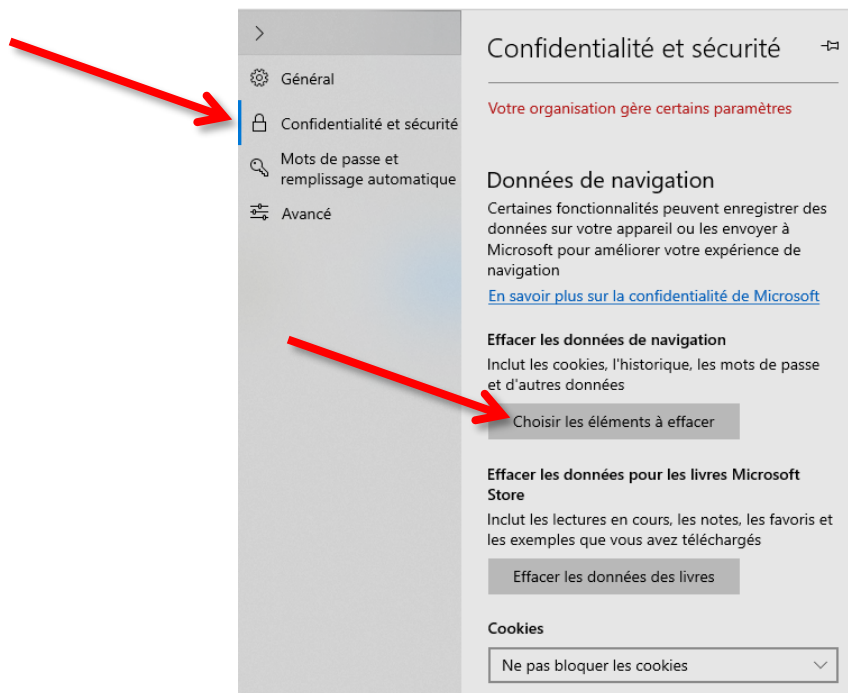 Général
Confidentialité et sécurité
Mots de passe et
remplissage automatique
Avancé
Confidentialité et sécurité
Votre organisation gère certains paramètres
Données de navigation
Certaines fonctionnalités peuvent enregistrer des
données sur votre appareil ou les envoyer à
Microsoft pour améliorer votre expérience de
navigation
En savoir plus sur la confidentialité de Microsoft
Effacer les données de navigation
Inclut les cookies, l'historique, les mots de passe
et d'autres données
Choisir les éléments à effacer
Effacer les données pour les livres Microsoft
Store
Inclut les lectures en cours, les notes, les favoris et
les exemples que vous avez téléchargés
Effacer les données des livres
Cookies
Ne pas bloquer les cookies